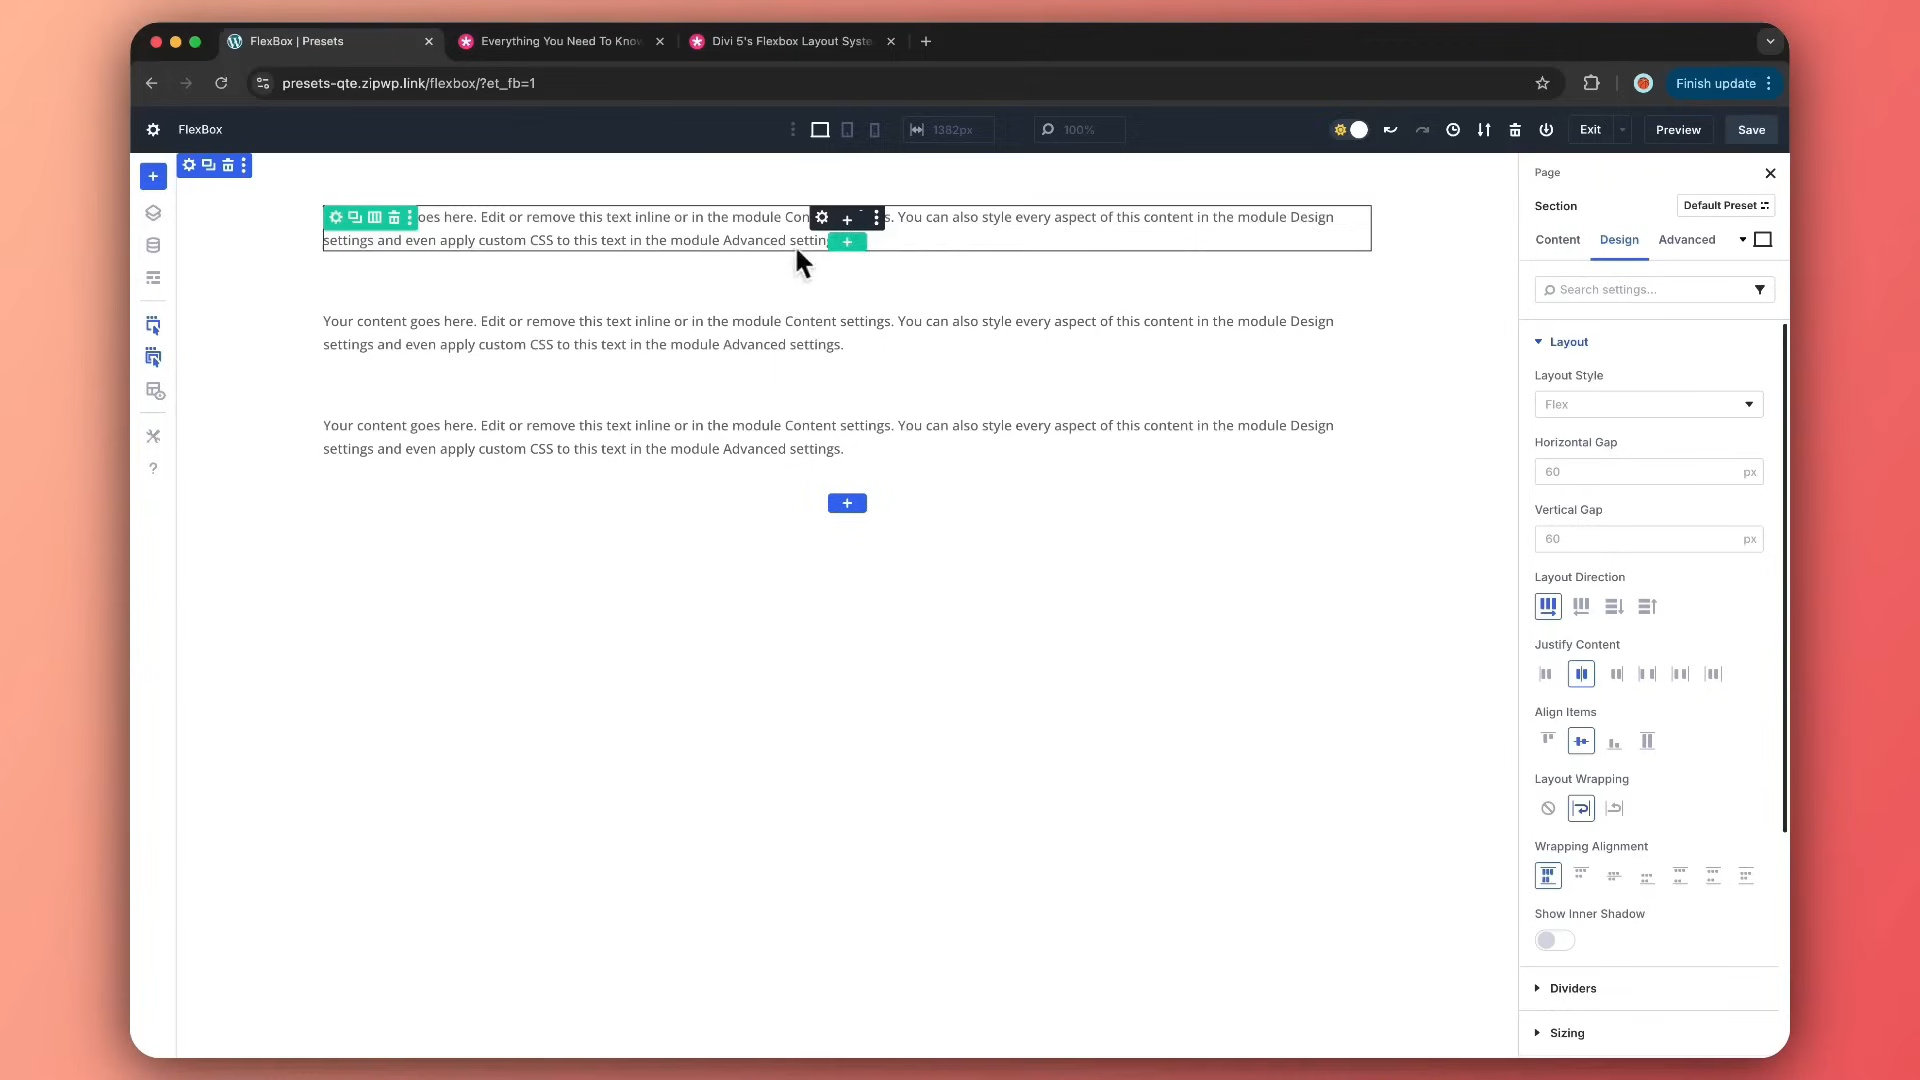 FlexBox | Presets
Everything You Need To Know
Divi 5's Flexbox Layout Syste
presets-qte.zipwp.link/flexbox/?et_fb=1
Finish update
FlexBox
1382px
100%
Exit
Preview
Save
Page
Section
Default Preset
Content
Design
Advanced
Search settings...
Layout
Layout Style
Flex
Horizontal Gap
60 px
Vertical Gap
60 px
Layout Direction
Justify Content
Align Items
Layout Wrapping
Wrapping Alignment
Show Inner Shadow
Dividers
Sizing
oes here. Edit or remove this text inline or in the module Con s. You can also style every aspect of this content in the module Design
settings and even apply custom CSS to this text in the module Advanced settin
Your content goes here. Edit or remove this text inline or in the module Content settings. You can also style every aspect of this content in the module Design
settings and even apply custom CSS to this text in the module Advanced settings.
Your content goes here. Edit or remove this text inline or in the module Content settings. You can also style every aspect of this content in the module Design
settings and even apply custom CSS to this text in the module Advanced settings.